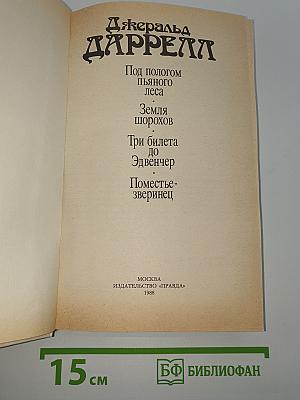 Джеральд
ДАРРЕЛЛ
Под пологом
пьяного
леса
·
Земля
шорохов
·
Три билета
до
Эдвенчер
·
Поместье-
зверинец
МОСКВА
ИЗДАТЕЛЬСТВО «ПРАВДА»
1988
15 см
БФ БИБЛИОФАН